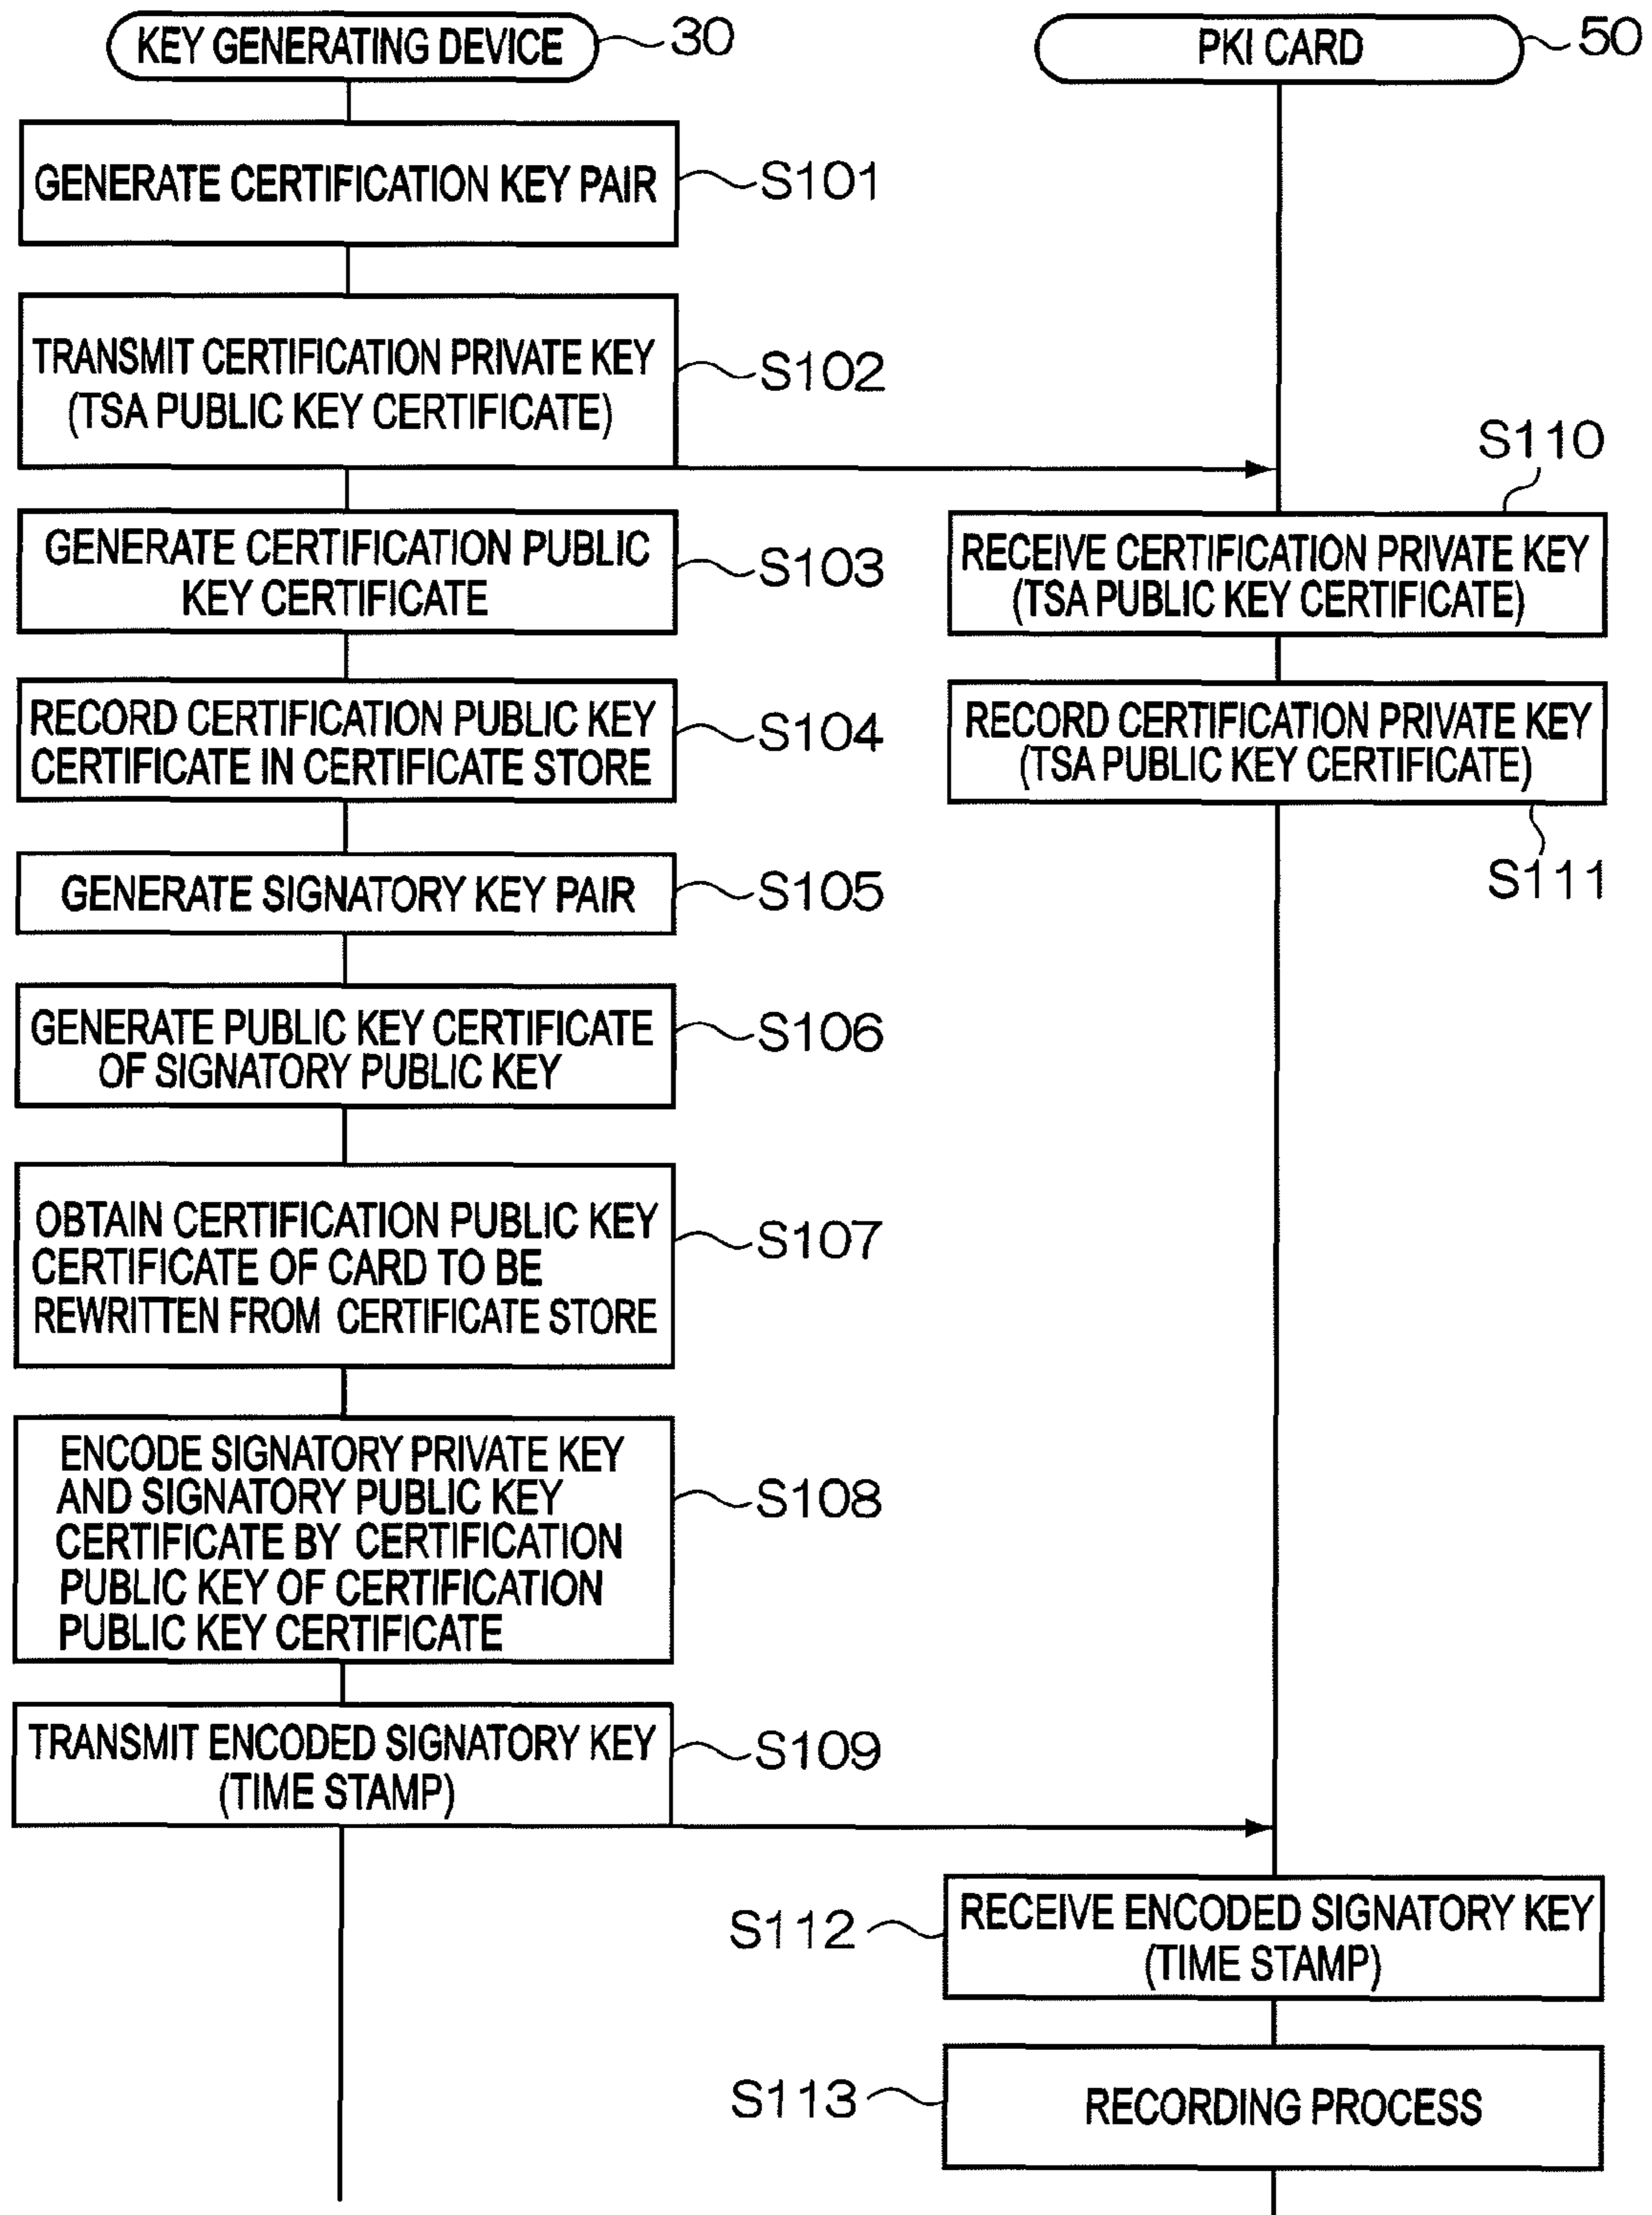 KEY GENERATING DEVICE
30
PKI CARD
50
GENERATE CERTIFICATION KEY PAIR
S101
TRANSMIT CERTIFICATION PRIVATE KEY
(TSA PUBLIC KEY CERTIFICATE)
S102
S110
GENERATE CERTIFICATION PUBLIC
KEY CERTIFICATE
S103
RECEIVE CERTIFICATION PRIVATE KEY
(TSA PUBLIC KEY CERTIFICATE)
RECORD CERTIFICATION PUBLIC KEY
CERTIFICATE IN CERTIFICATE STORE
S104
RECORD CERTIFICATION PRIVATE KEY
(TSA PUBLIC KEY CERTIFICATE)
S111
GENERATE SIGNATORY KEY PAIR
S105
GENERATE PUBLIC KEY CERTIFICATE
OF SIGNATORY PUBLIC KEY
S106
OBTAIN CERTIFICATION PUBLIC KEY
CERTIFICATE OF CARD TO BE
REWRITTEN FROM CERTIFICATE STORE
S107
ENCODE SIGNATORY PRIVATE KEY
AND SIGNATORY PUBLIC KEY
CERTIFICATE BY CERTIFICATION
PUBLIC KEY OF CERTIFICATION
PUBLIC KEY CERTIFICATE
S108
TRANSMIT ENCODED SIGNATORY KEY
(TIME STAMP)
S109
S112
RECEIVE ENCODED SIGNATORY KEY
(TIME STAMP)
S113
RECORDING PROCESS